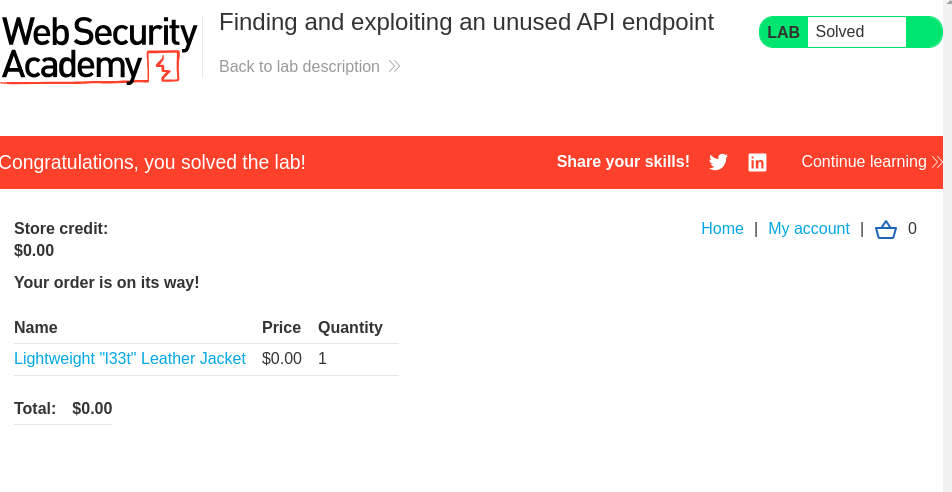 Web Security
Academy
Finding and exploiting an unused API endpoint
Back to lab description
LAB Solved
Congratulations, you solved the lab!
Share your skills!
Continue learning
Store credit:
$0.00
Home | My account | 0
Your order is on its way!
Name Price Quantity
Lightweight "l33t" Leather Jacket $0.00 1
Total: $0.00